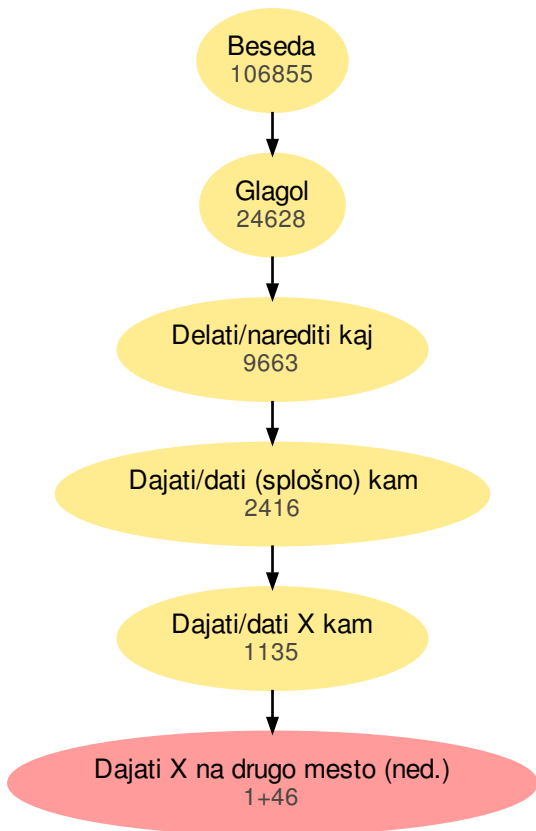 Beseda
106855
Glagol
24628
Delati/narediti kaj
9663
Dajati/dati (splošno) kam
2416
Dajati/dati X kam
1135
Dajati X na drugo mesto (ned.)
1+46